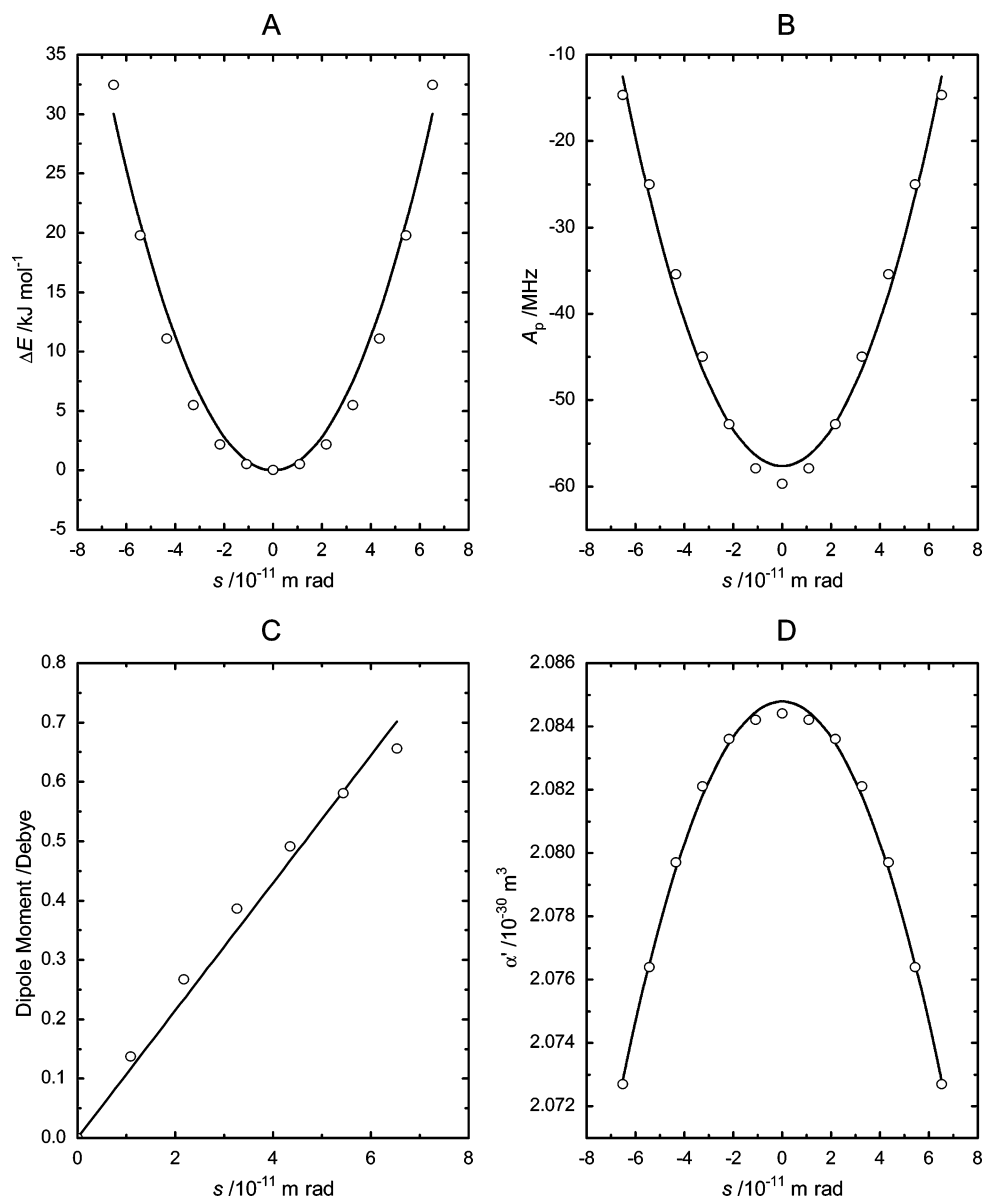 A
35
30
25
20
15
10
5
0
-5
ΔE /kJ mol⁻¹
-8 -6 -4 -2 0 2 4 6 8
s /10⁻¹¹ m rad
B
-10
-20
-30
-40
-50
-60
Aₚ /MHz
-8 -6 -4 -2 0 2 4 6 8
s /10⁻¹¹ m rad
C
0.8
0.7
0.6
0.5
0.4
0.3
0.2
0.1
0.0
Dipole Moment /Debye
0 2 4 6 8
s /10⁻¹¹ m rad
D
2.086
2.084
2.082
2.080
2.078
2.076
2.074
2.072
α' /10⁻³⁰ m³
-8 -6 -4 -2 0 2 4 6 8
s /10⁻¹¹ m rad